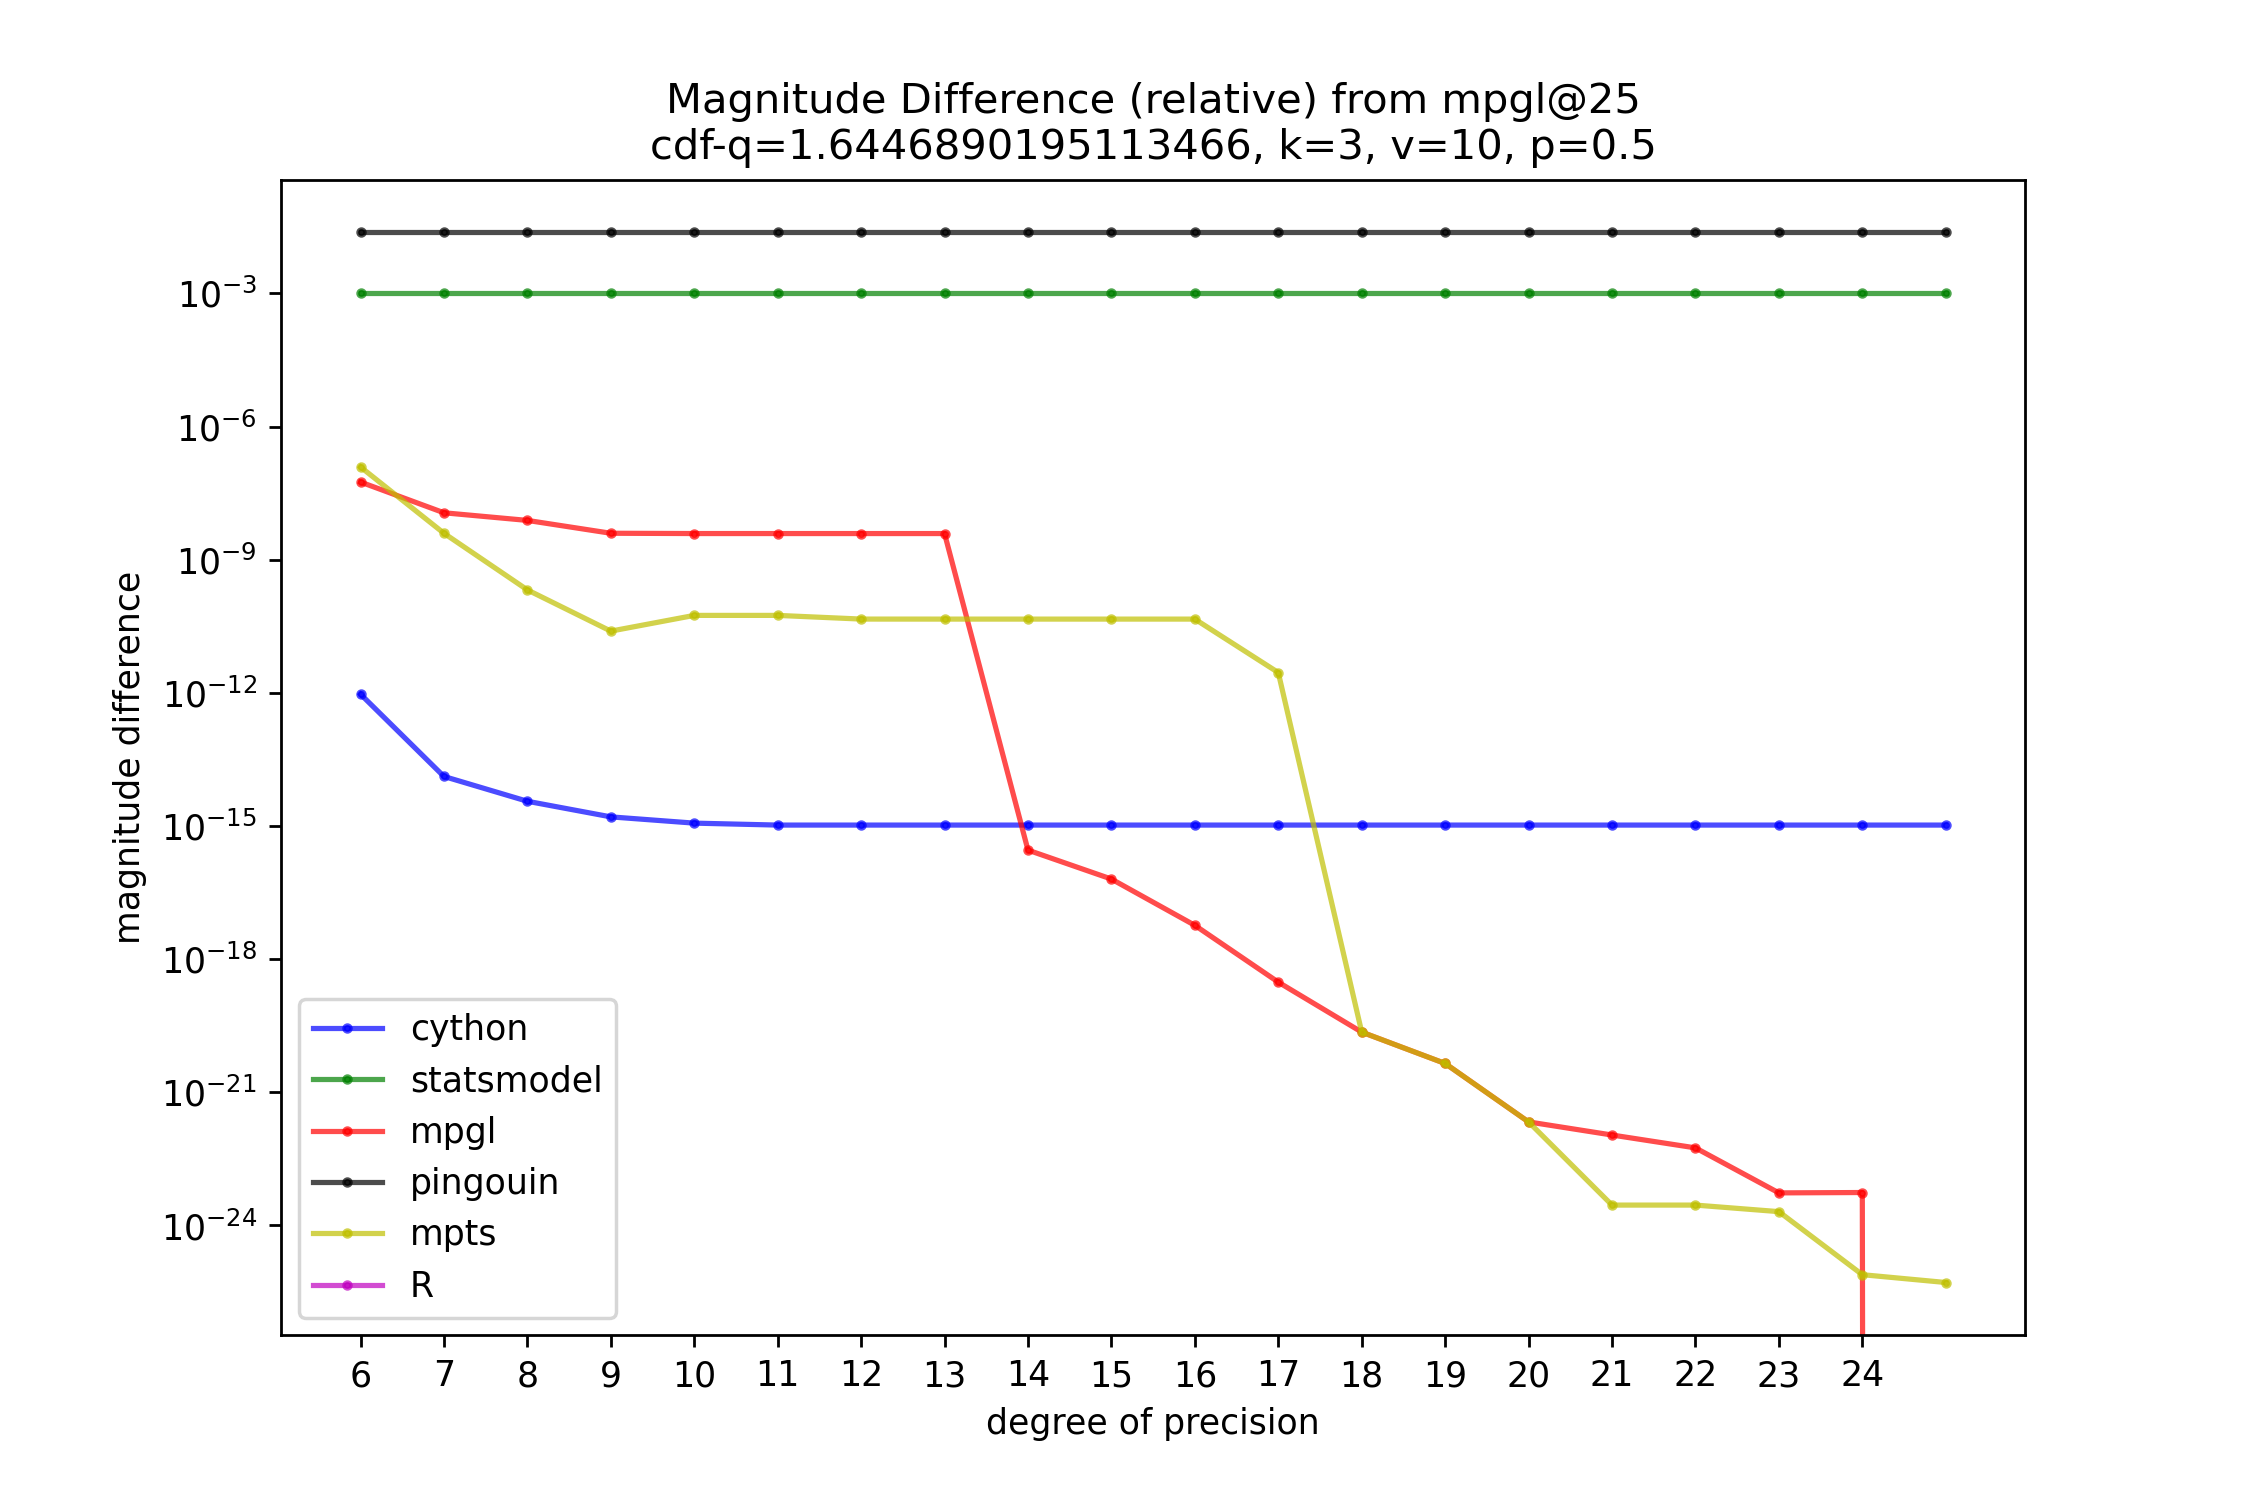 Magnitude Difference (relative) from mpgl@25
cdf-q=1.6446890195113466, k=3, v=10, p=0.5
magnitude difference
10⁻³
10⁻⁶
10⁻⁹
10⁻¹²
10⁻¹⁵
10⁻¹⁸
10⁻²¹
10⁻²⁴
cython
statsmodel
mpgl
pingouin
mpts
R
6 7 8 9 10 11 12 13 14 15 16 17 18 19 20 21 22 23 24
degree of precision